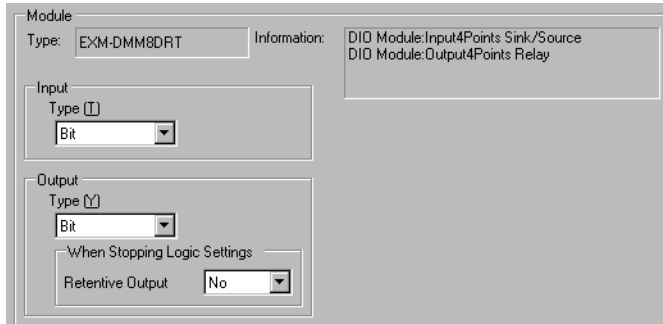 Module
Type: EXM-DMM8DRT Information: DIO Module:Input4Points Sink/Source
DIO Module:Output4Points Relay
Input
Type (T)
Bit
Output
Type (Y)
Bit
When Stopping Logic Settings
Retentive Output No